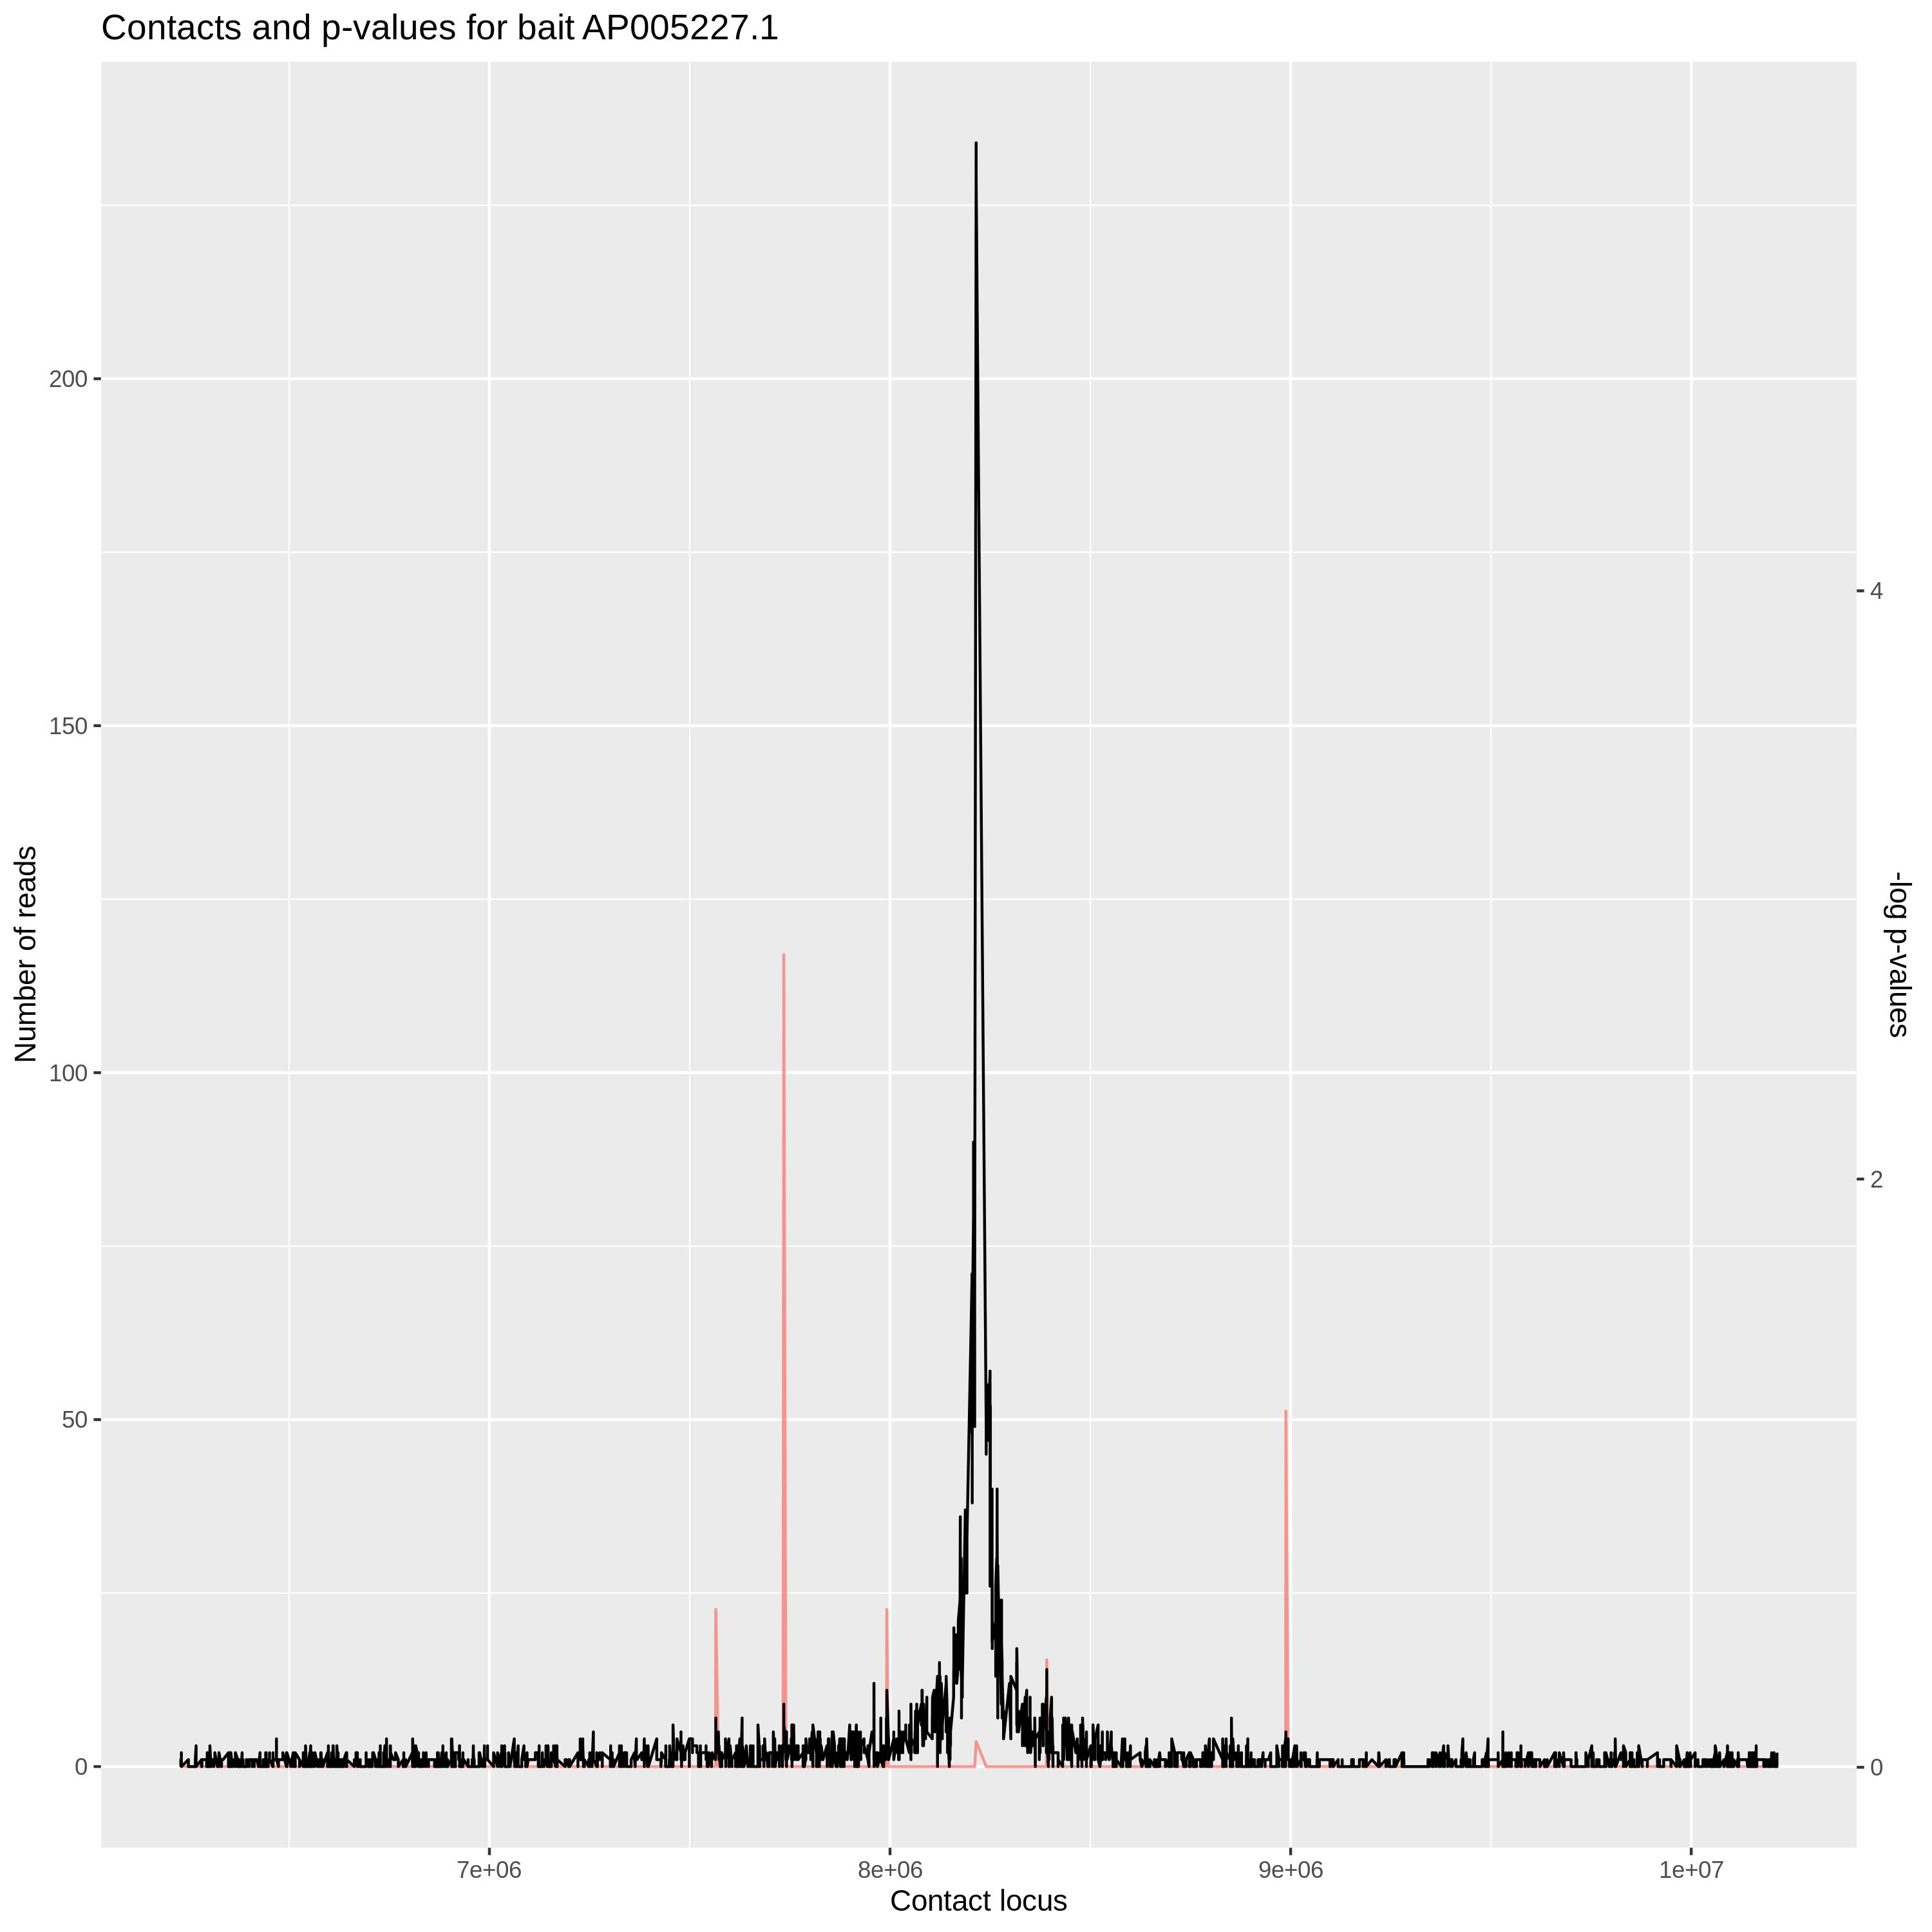 Contacts and p-values for bait AP005227.1
Number of reads
200
150
100
50
0
4
2
0
-log p-values
7e+06
8e+06
9e+06
1e+07
Contact locus